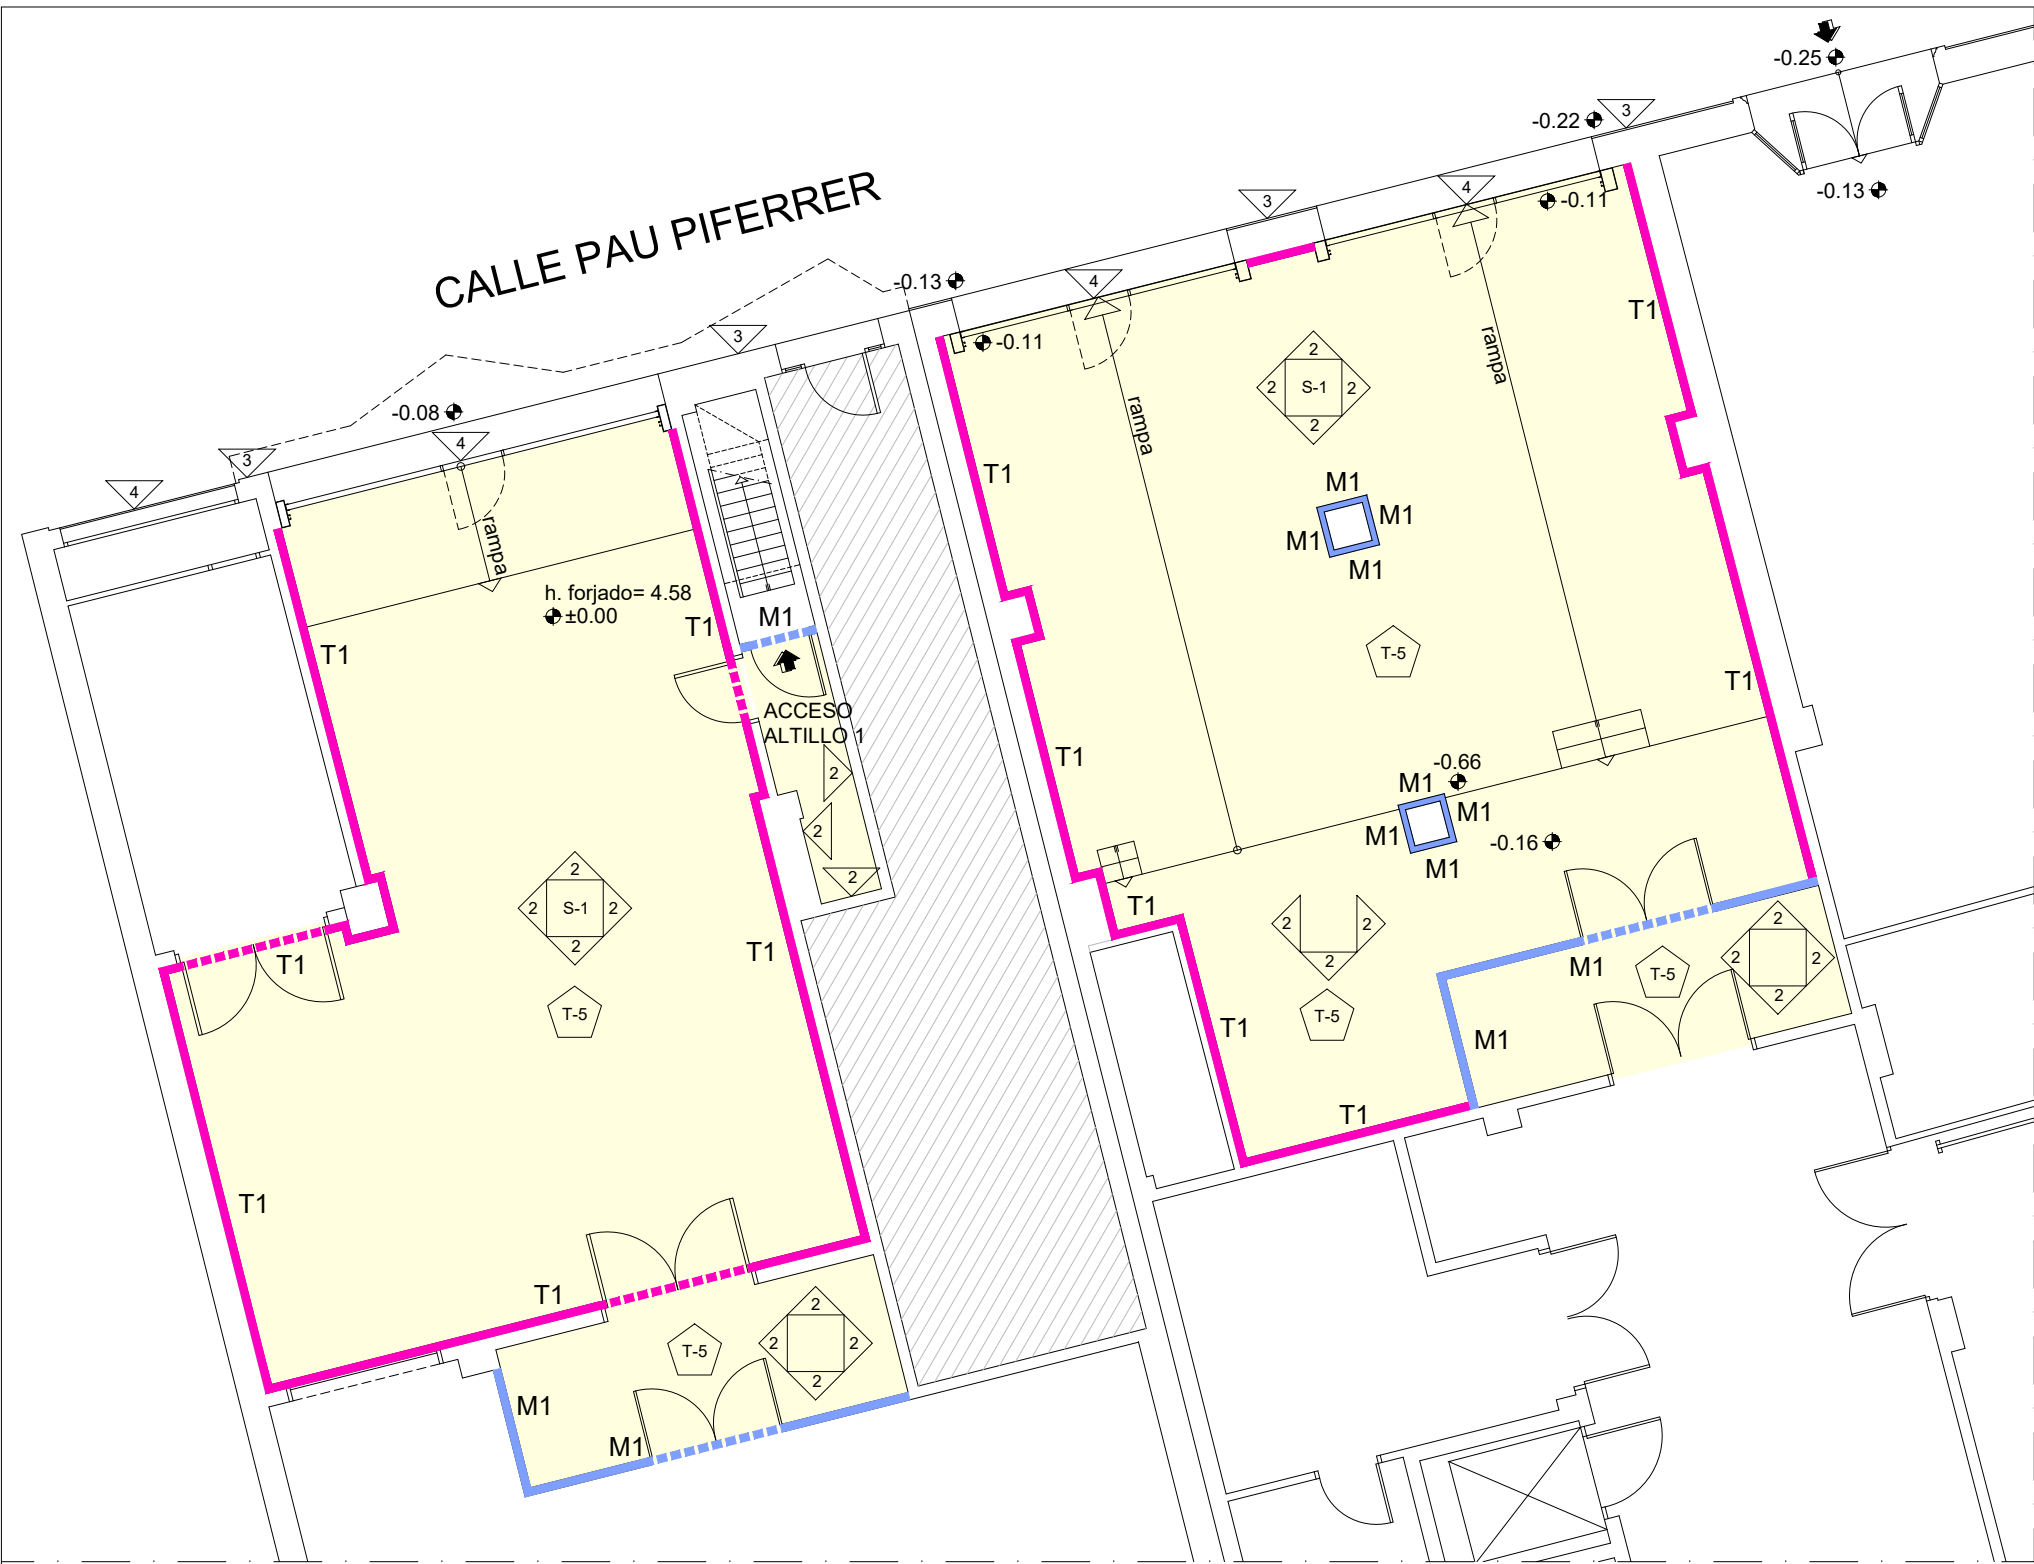 -0.25
-0.22
3
-0.13
CALLE PAU PIFERRER
3
4
-0.11
-0.13
4
3
-0.11
T1
rampa
rampa
2
2
S-1
2
2
-0.08
4
3
4
rampa
T1
M1
M1
M1
M1
h. forjado= 4.58
±0.00
M1
T1
T1
T-5
T1
ACCESO
ALTILLO 1
2
2
2
T1
-0.66
M1
M1
M1
M1
-0.16
2
2
S-1
2
2
T1
T1
2
2
2
T1
M1
T-5
2
2
2
2
T-5
T-5
T1
M1
T1
T1
T1
2
2
2
2
T-5
M1
M1